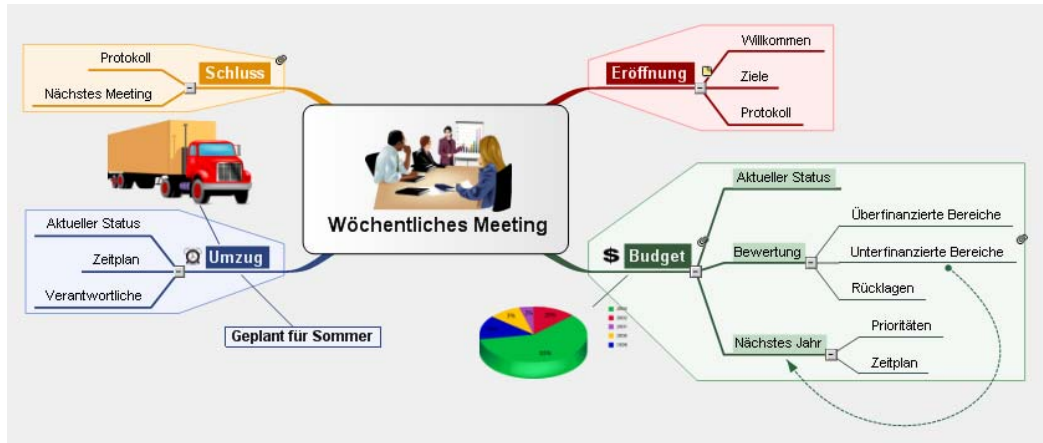 Wöchentliches Meeting
Eröffnung
Willkommen
Ziele
Protokoll
$ Budget
Aktueller Status
Bewertung
Überfinanzierte Bereiche
Unterfinanzierte Bereiche
Rücklagen
Nächstes Jahr
Prioritäten
Zeitplan
Umzug
Aktueller Status
Zeitplan
Verantwortliche
Geplant für Sommer
Schluss
Protokoll
Nächstes Meeting